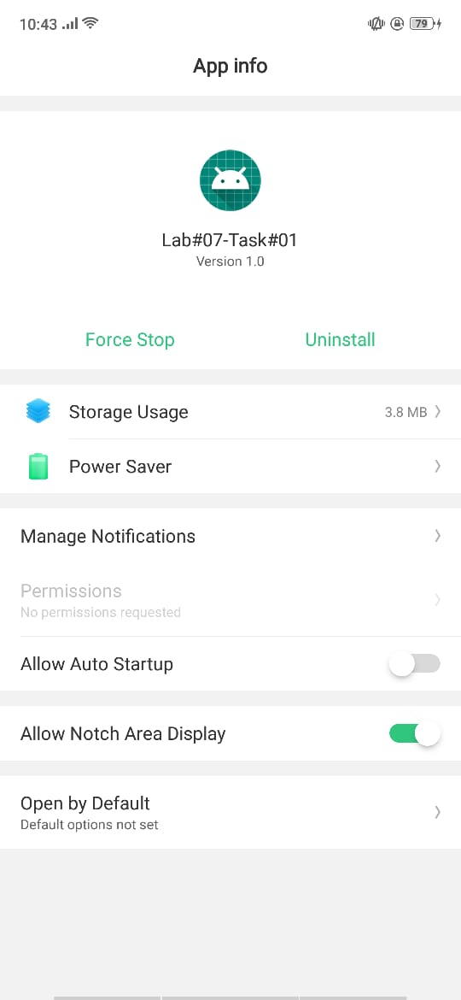 10:43
79
App info
Lab#07-Task#01
Version 1.0
Force Stop
Uninstall
Storage Usage
3.8 MB
Power Saver
Manage Notifications
Permissions
No permissions requested
Allow Auto Startup
Allow Notch Area Display
Open by Default
Default options not set